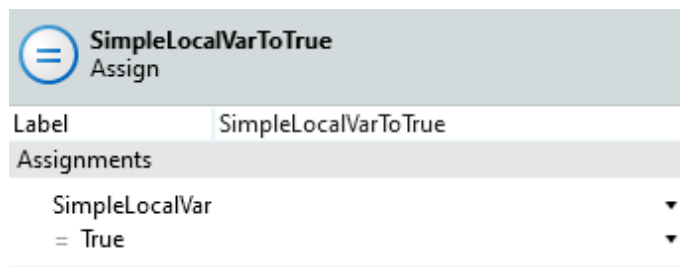 SimpleLocalVarToTrue
Assign
Label SimpleLocalVarToTrue
Assignments
SimpleLocalVar
= True